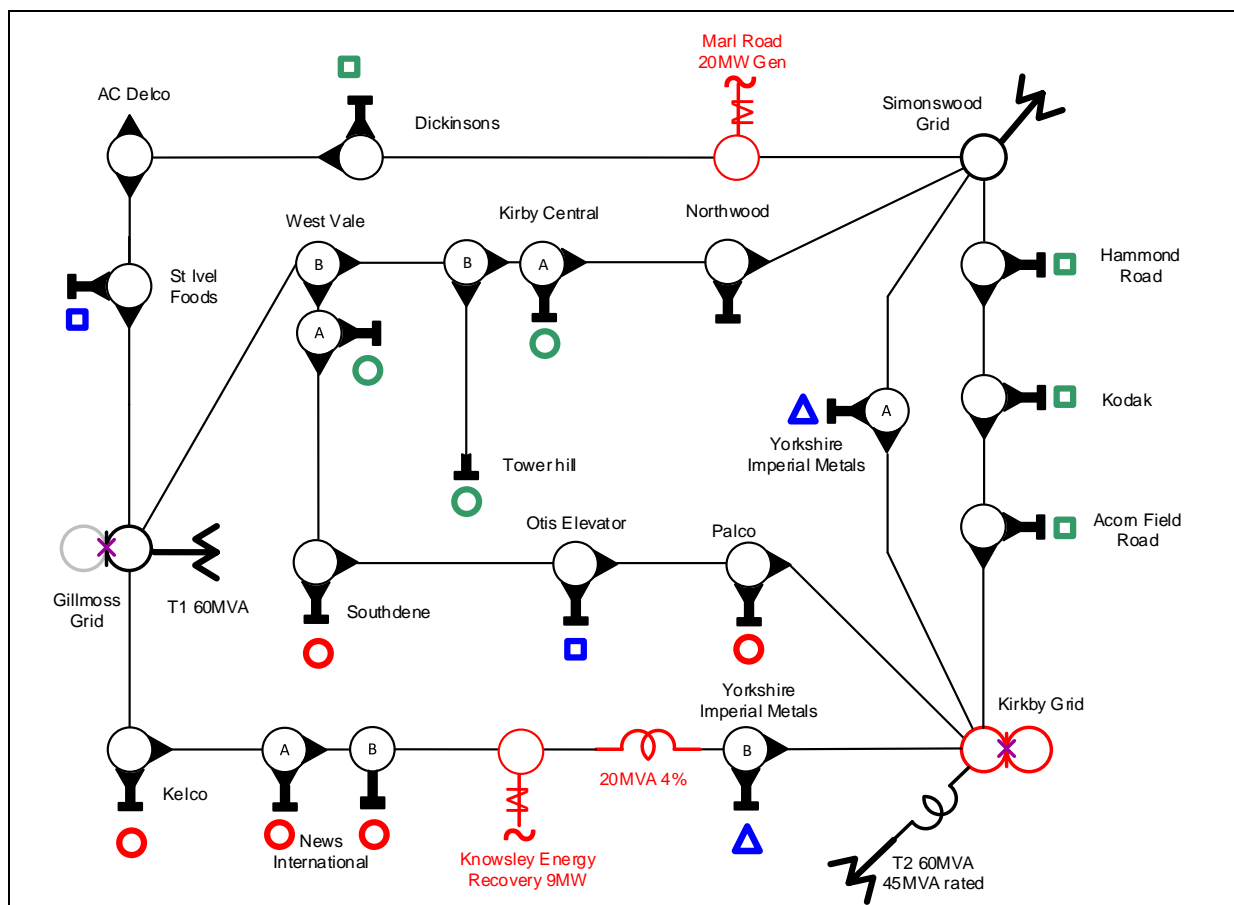 Marl Road
20MW Gen
AC Delco
Dickinsons
Simonswood
Grid
West Vale
Kirby Central
Northwood
B
B
A
St Ivel
Foods
Hammond
Road
A
A
Kodak
Yorkshire
Imperial Metals
Tower hill
Otis Elevator
Palco
Acorn Field
Road
Gillmoss
Grid
T1 60MVA
Southdene
Yorkshire
Imperial Metals
Kirkby Grid
A
B
B
Kelco
20MVA 4%
News
International
Knowsley Energy
Recovery 9MW
T2 60MVA
45MVA rated